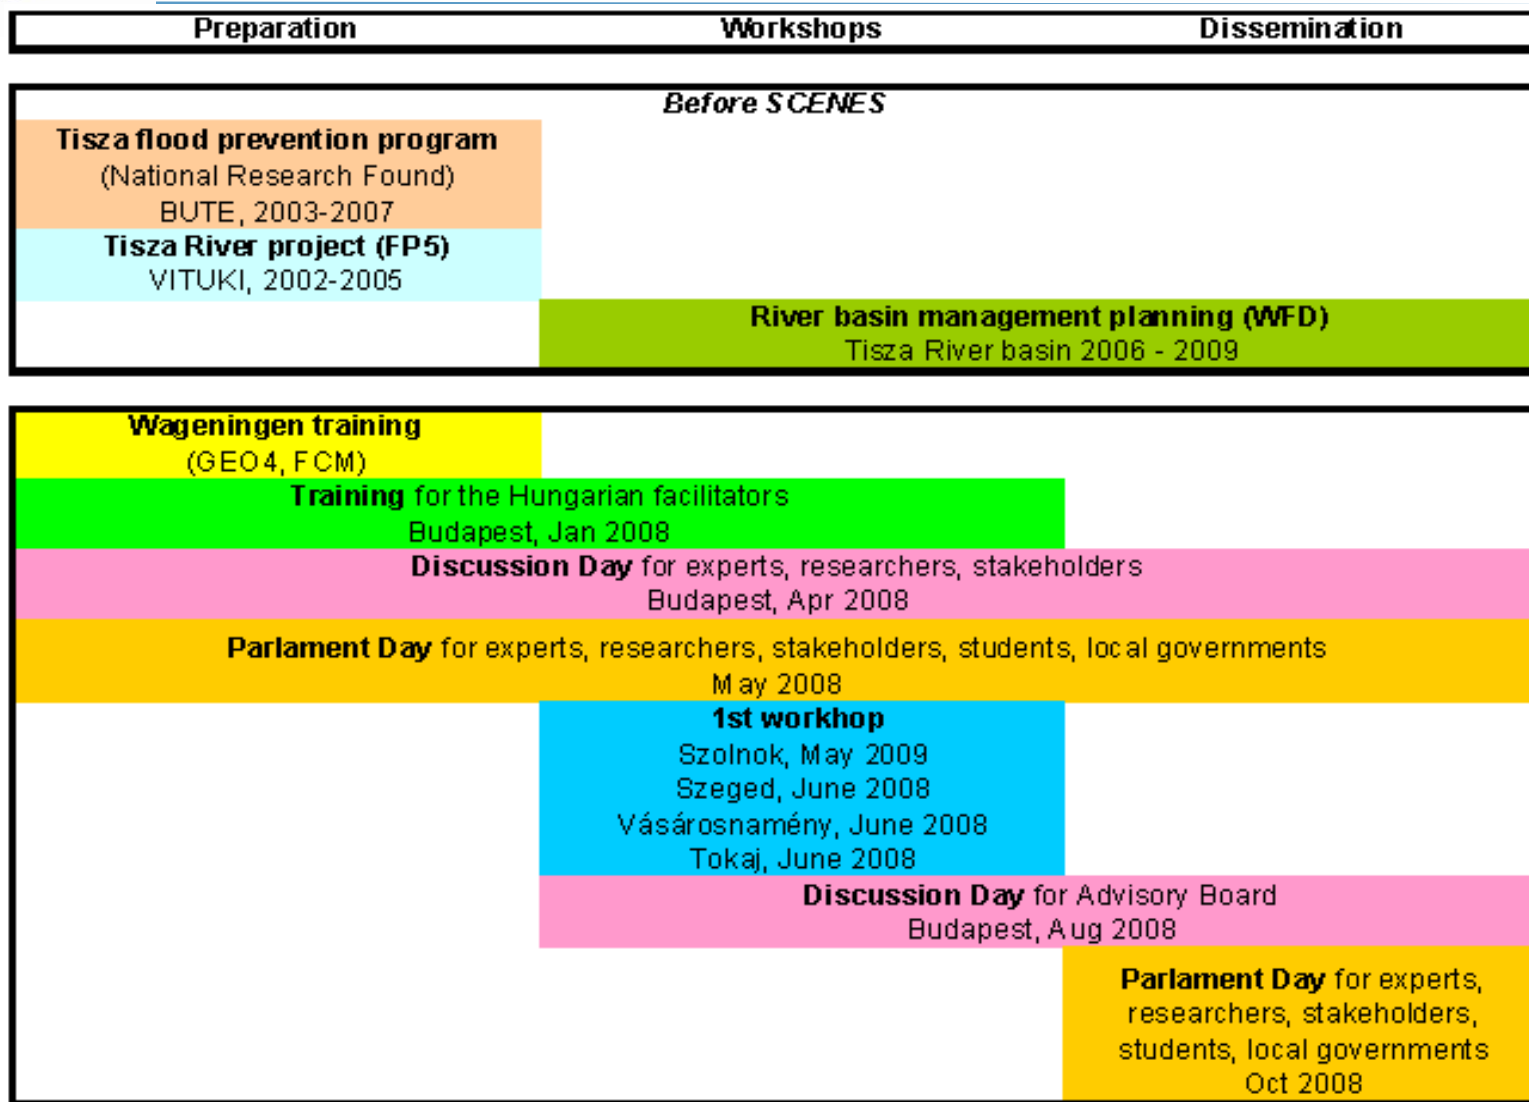 Preparation Workshops Dissemination
Before SCENES
Tisza flood prevention program
(National Research Found)
BUTE, 2003-2007
Tisza River project (FP5)
VITUKI, 2002-2005
River basin management planning (WFD)
Tisza River basin 2006 - 2009
Wageningen training
(GEO4, FCM)
Training for the Hungarian facilitators
Budapest, Jan 2008
Discussion Day for experts, researchers, stakeholders
Budapest, Apr 2008
Parlament Day for experts, researchers, stakeholders, students, local governments
May 2008
1st workhop
Szolnok, May 2009
Szeged, June 2008
Vásárosnamény, June 2008
Tokaj, June 2008
Discussion Day for Advisory Board
Budapest, Aug 2008
Parlament Day for experts,
researchers, stakeholders,
students, local governments
Oct 2008